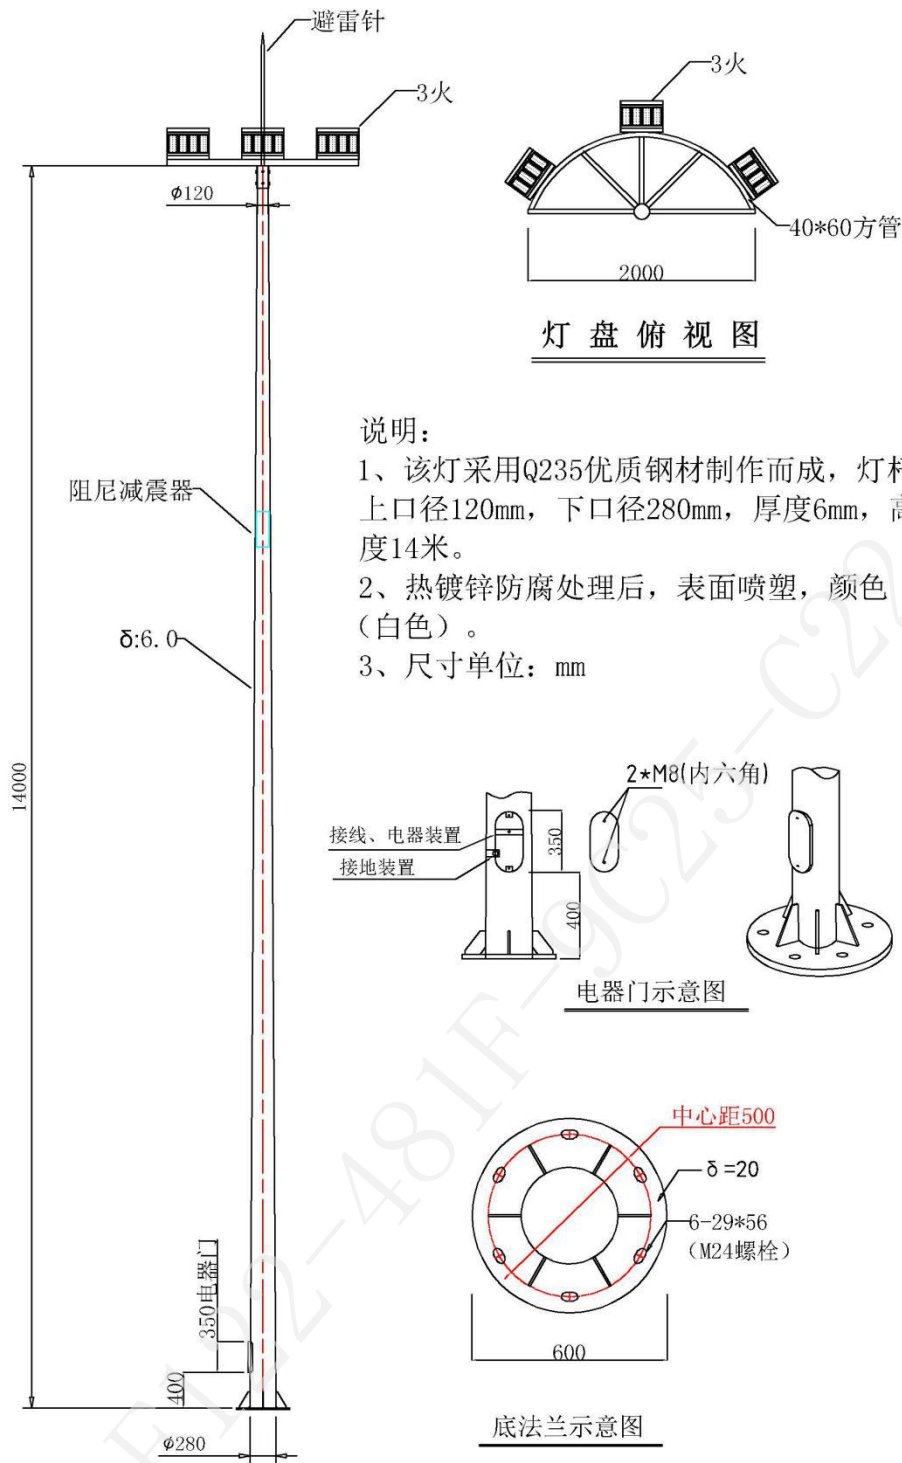 避雷针
3火
φ120
3火
40*60方管
2000
灯盘俯视图
说明：
1、该灯采用Q235优质钢材制作而成，灯杆
上口径120mm，下口径280mm，厚度6mm，高
度14米。
2、热镀锌防腐处理后，表面喷塑，颜色
（白色）。
3、尺寸单位：mm
阻尼减震器
δ:6.0
14000
2*M8(内六角)
接线、电器装置
接地装置
350
400
电器门示意图
中心距500
δ=20
6-29*56
（M24螺栓）
600
底法兰示意图
350电器门
400
φ280
F122-481F-9C25-C22